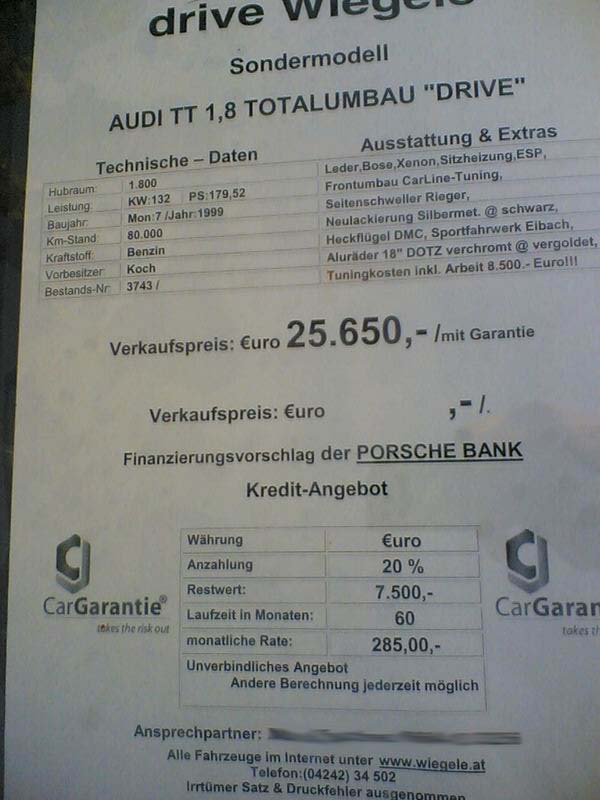 drive Wiegele
Sondermodell
AUDI TT 1,8 TOTALUMBAU "DRIVE"
Technische – Daten
Hubraum: 1.800
Leistung: KW:132 PS:179,52
Baujahr: Mon:7 /Jahr:1999
Km-Stand: 80.000
Kraftstoff: Benzin
Vorbesitzer: Koch
Bestands-Nr: 3743 /
Ausstattung & Extras
Leder,Bose,Xenon,Sitzheizung,ESP,
Frontumbau CarLine-Tuning,
Seitenschweller Rieger,
Neulackierung Silbermet. @ schwarz,
Heckflügel DMC, Sportfahrwerk Eibach,
Aluräder 18" DOTZ verchromt @ vergoldet,
Tuningkosten inkl. Arbeit 8.500.- Euro!!!
Verkaufspreis: €uro 25.650,- /mit Garantie
Verkaufspreis: €uro ,- /.
Finanzierungsvorschlag der PORSCHE BANK
Kredit-Angebot
Währung €uro
Anzahlung 20 %
Restwert: 7.500,-
Laufzeit in Monaten: 60
monatliche Rate: 285,00,-
Unverbindliches Angebot
Andere Berechnung jederzeit möglich
CarGarantie®
takes the risk out
CarGaran
takes th
Ansprechpartner:
Alle Fahrzeuge im Internet unter www.wiegele.at
Telefon:(04242) 34 502
Irrtümer Satz & Druckfehler ausgenommen